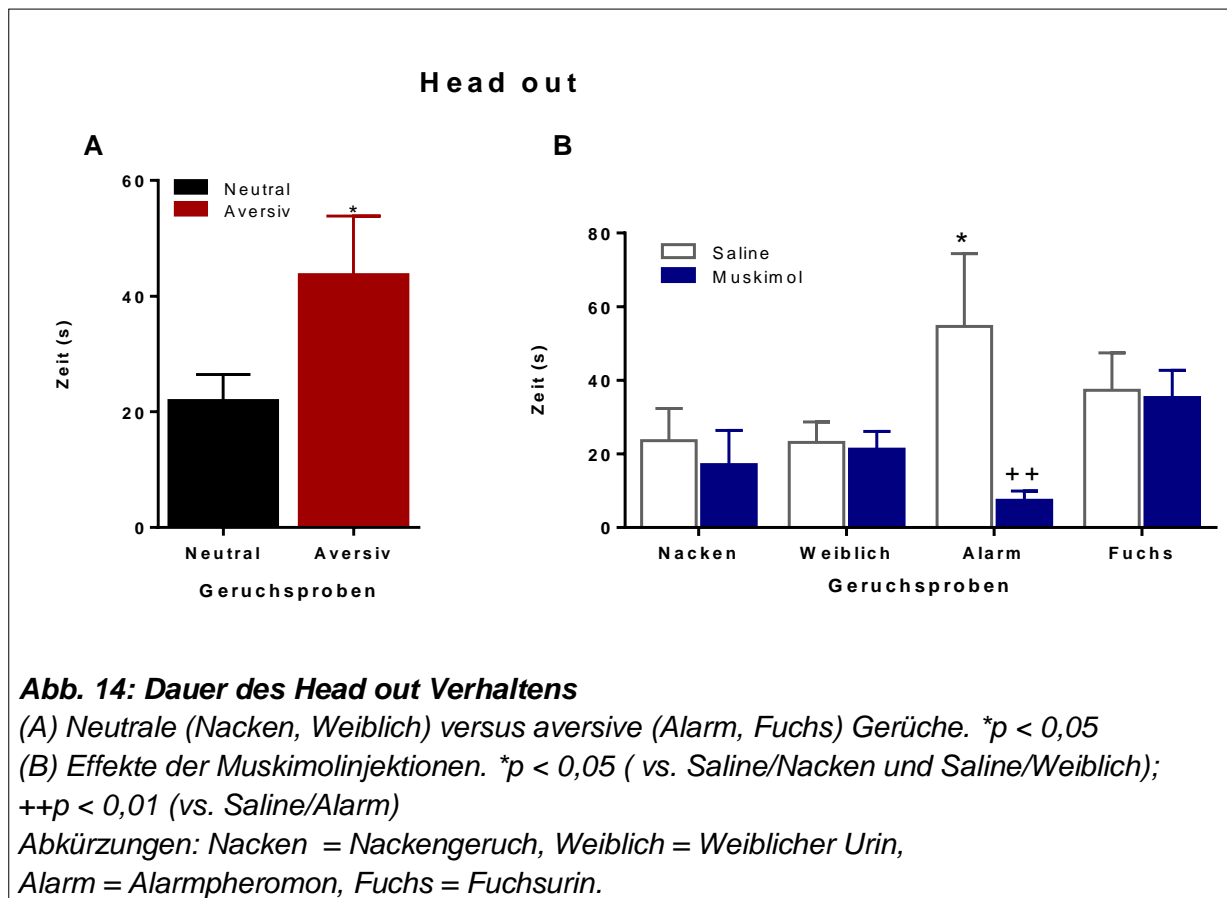 Head out
A
60
40
20
0
Zeit (s)
Neutral
Aversiv
*
Neutral Aversiv
Geruchsproben
B
80
60
40
20
0
Zeit (s)
Saline
Muskimol
*
++
Nacken Weiblich Alarm Fuchs
Geruchsproben
Abb. 14: Dauer des Head out Verhaltens
(A) Neutrale (Nacken, Weiblich) versus aversive (Alarm, Fuchs) Gerüche. *p < 0,05
(B) Effekte der Muskimolinjektionen. *p < 0,05 ( vs. Saline/Nacken und Saline/Weiblich);
++p < 0,01 (vs. Saline/Alarm)
Abkürzungen: Nacken = Nackengeruch, Weiblich = Weiblicher Urin,
Alarm = Alarmpheromon, Fuchs = Fuchsurin.